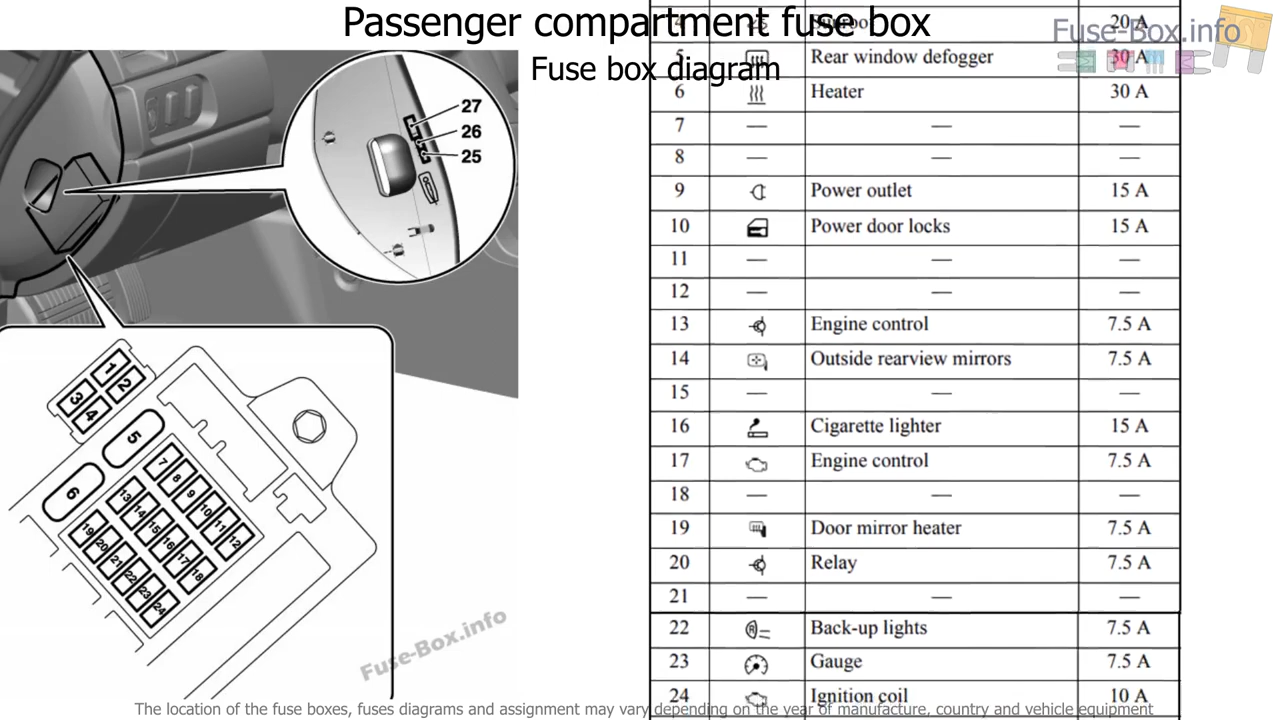 Passenger compartment fuse box
Fuse box diagram
Fuse-Box.info
27
26
25
1
2
3
4
5
6
7
8
9
10
11
12
13
14
15
16
17
18
19
20
21
22
23
24
Fuse-Box.info
4 Sunroof 20 A
5 Rear window defogger 30 A
6 Heater 30 A
7 — — —
8 — — —
9 Power outlet 15 A
10 Power door locks 15 A
11 — — —
12 — — —
13 Engine control 7.5 A
14 Outside rearview mirrors 7.5 A
15 — — —
16 Cigarette lighter 15 A
17 Engine control 7.5 A
18 — — —
19 Door mirror heater 7.5 A
20 Relay 7.5 A
21 — — —
22 Back-up lights 7.5 A
23 Gauge 7.5 A
24 Ignition coil 10 A
The location of the fuse boxes, fuses diagrams and assignment may vary depending on the year of manufacture, country and vehicle equipment